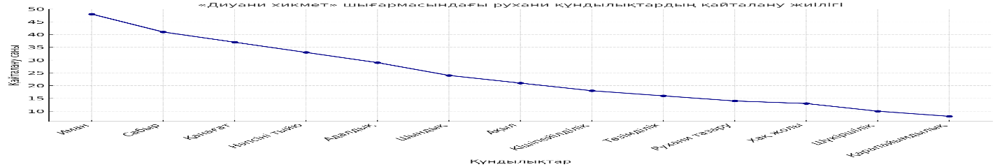 «Диуани хикмет» шығармасындағы рухани құндылықтардың қайталану жиілігі
Қайталану саны
50
45
40
35
30
25
20
15
10
Иман
Сабыр
Қанағат
Нәпсіні тыйю
Адалдық
Шындық
Ақыл
Кішіпейілділік
Төзімділік
Рухани тазару
Хақ жолы
Шүкіршілік
Қарапайымдылық
Құндылықтар